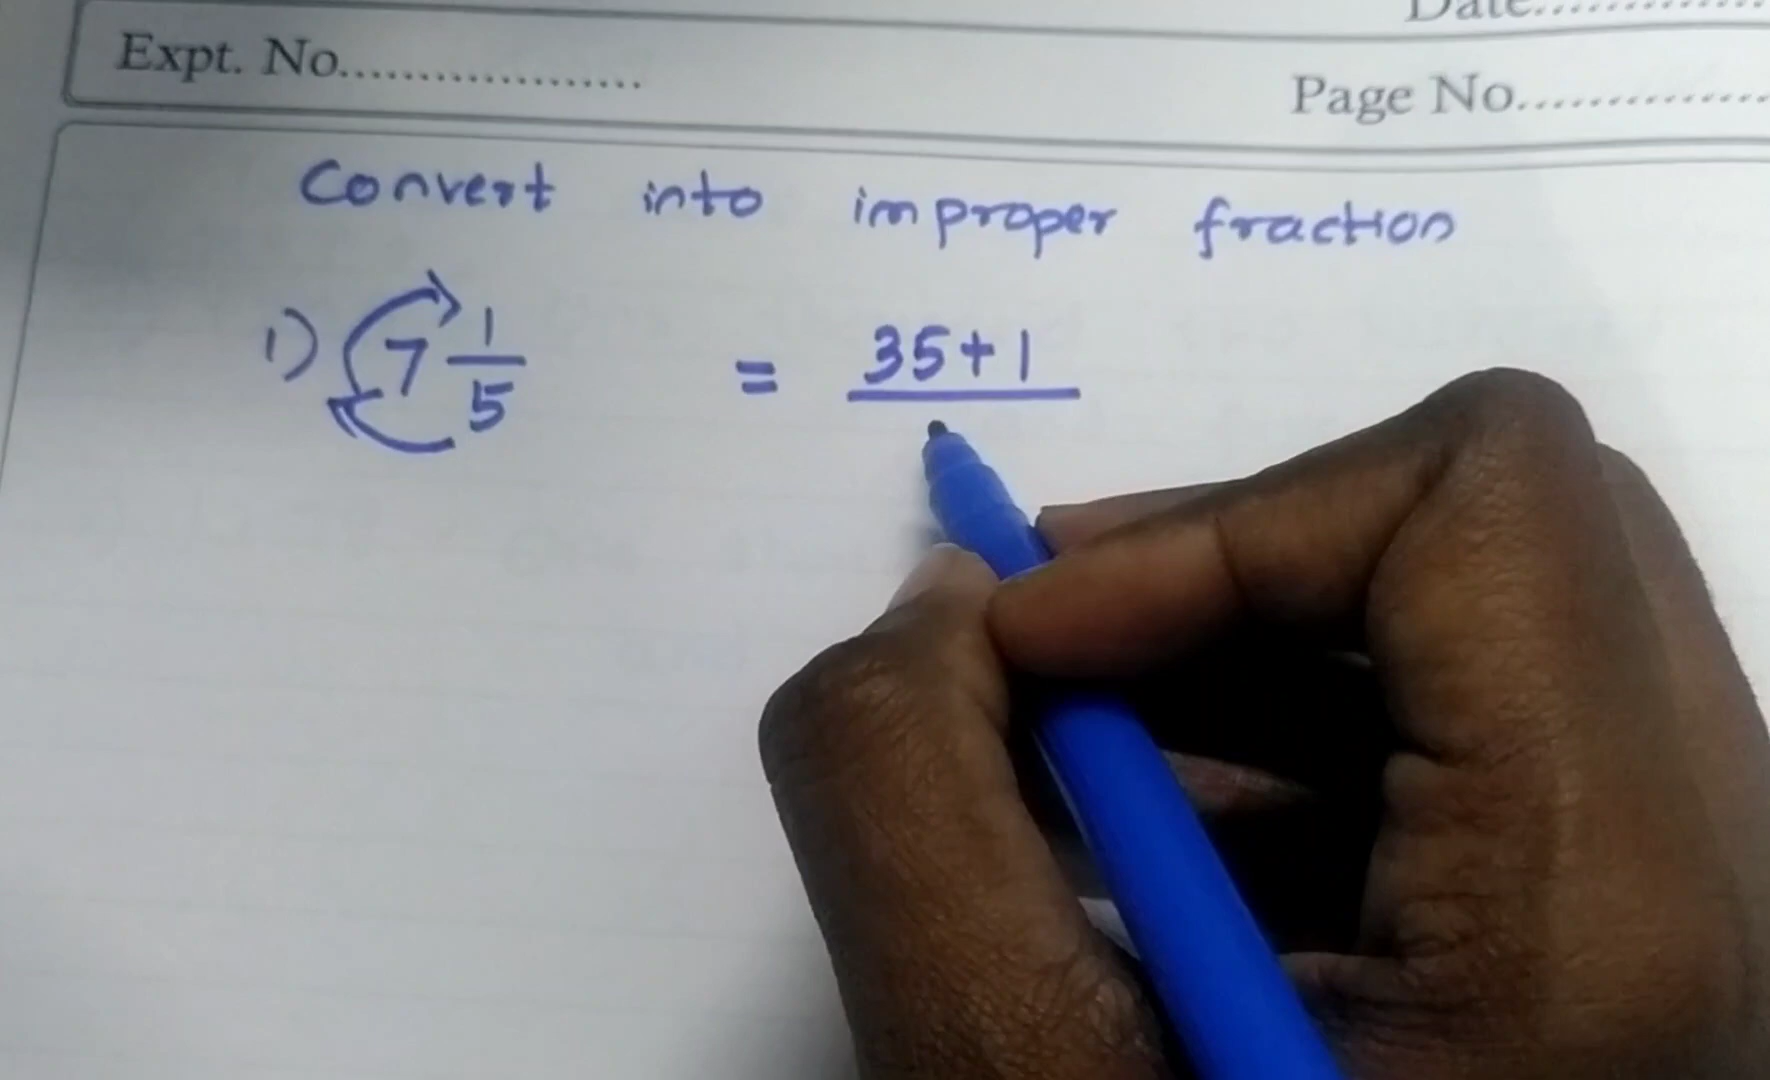 Date..............
Expt. No....................
Page No...............
Convert into improper fraction
1) 7 1/5 = 35+1